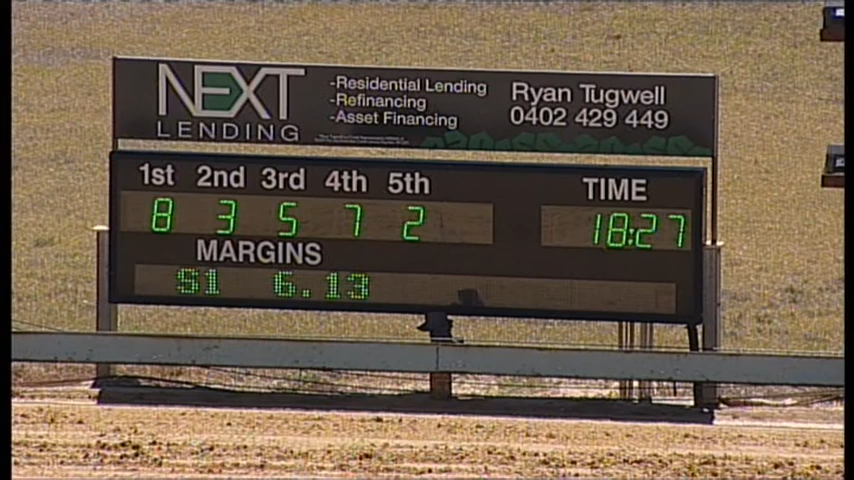 NEXT
LENDING
-Residential Lending
-Refinancing
-Asset Financing
Ryan Tugwell
0402 429 449
1st 2nd 3rd 4th 5th TIME
8 3 5 7 2 18:27
MARGINS
S1 6.13